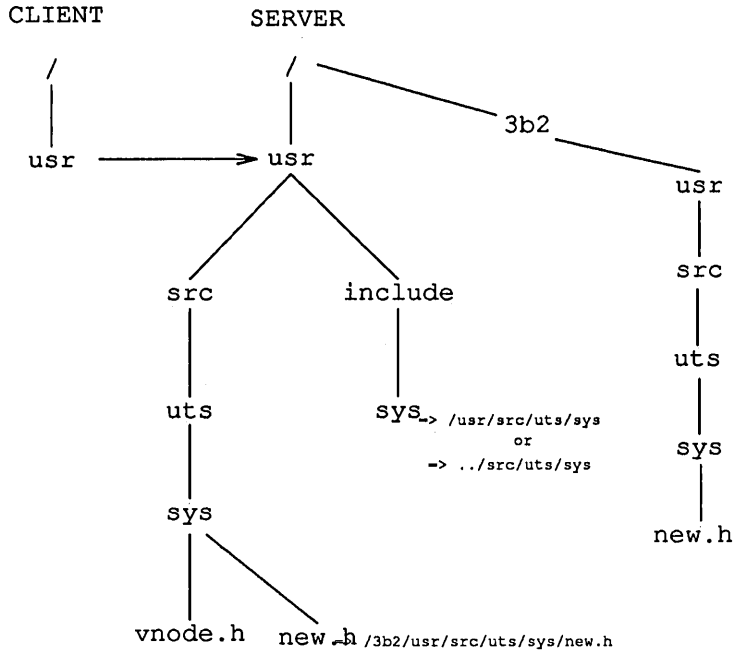 CLIENT SERVER
/ /
3b2
usr usr
usr
src
src include
uts
uts sys -> /usr/src/uts/sys
or
sys
-> ../src/uts/sys
sys
new.h
vnode.h new.h -> /3b2/usr/src/uts/sys/new.h